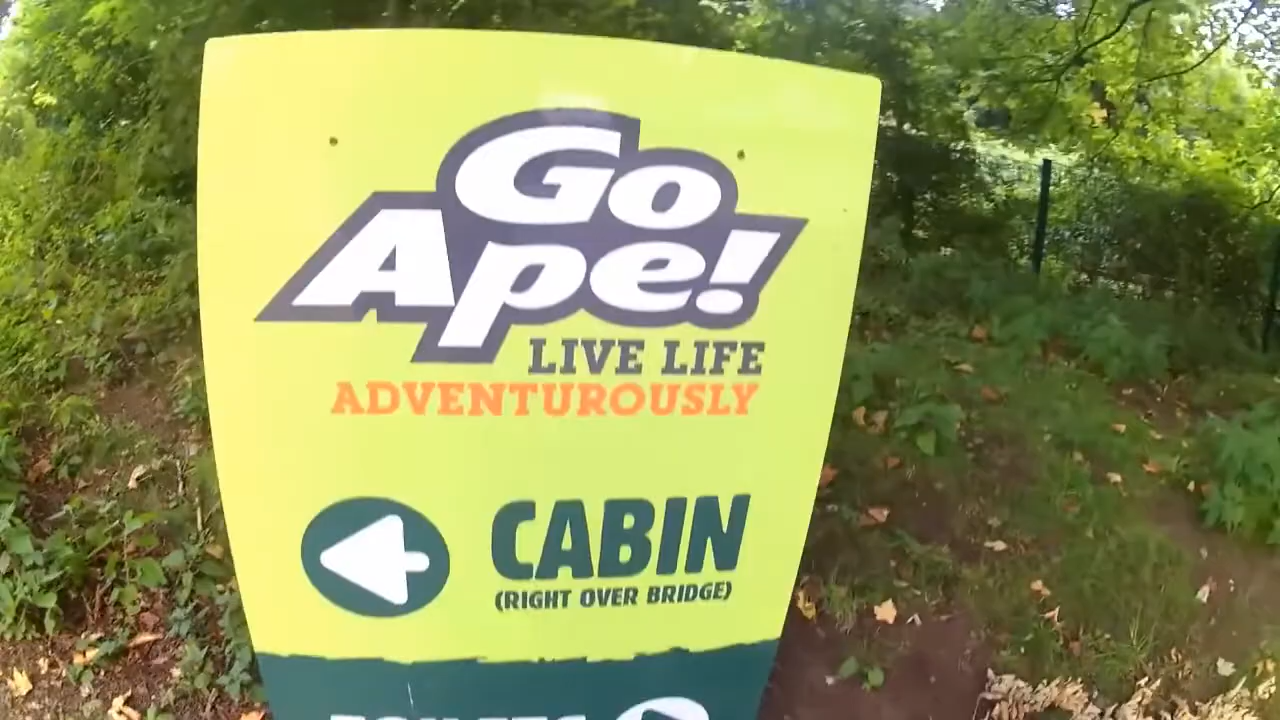 Go
Ape!
LIVE LIFE
ADVENTUROUSLY
CABIN
(RIGHT OVER BRIDGE)